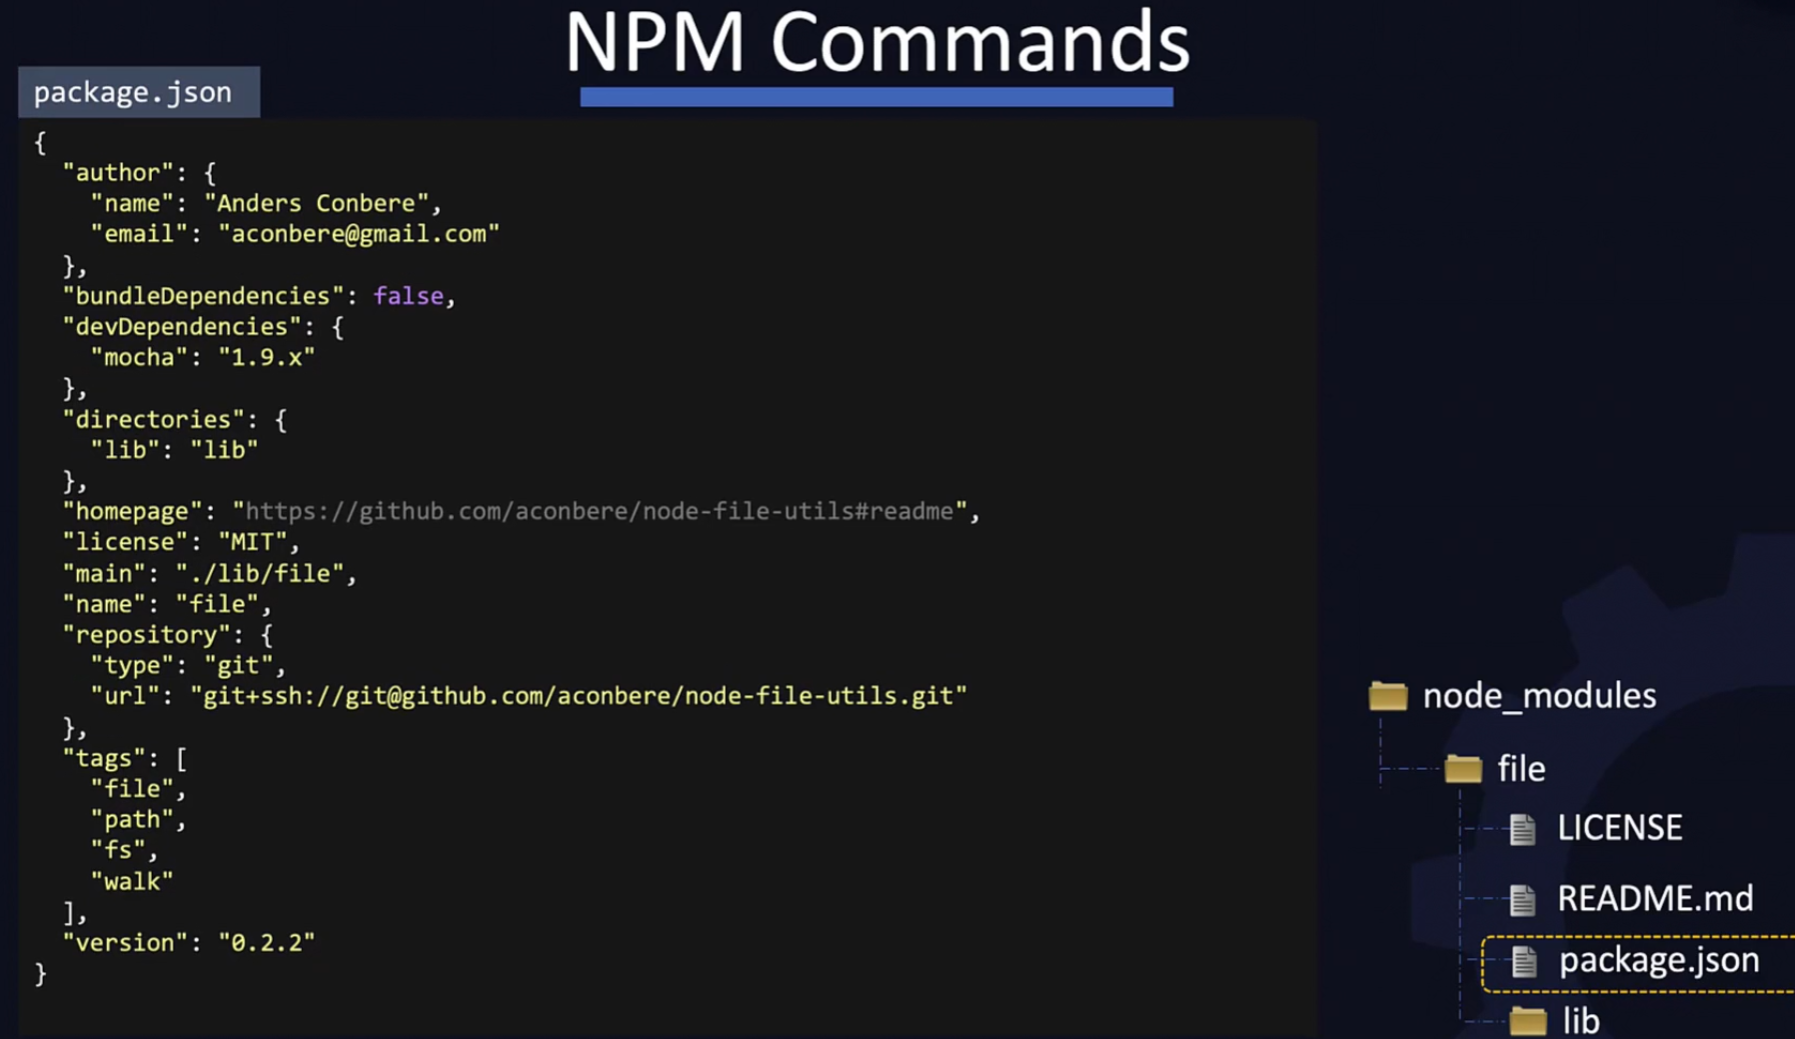 NPM Commands
package.json
{
  "author": {
    "name": "Anders Conbere",
    "email": "aconbere@gmail.com"
  },
  "bundleDependencies": false,
  "devDependencies": {
    "mocha": "1.9.x"
  },
  "directories": {
    "lib": "lib"
  },
  "homepage": "https://github.com/aconbere/node-file-utils#readme",
  "license": "MIT",
  "main": "./lib/file",
  "name": "file",
  "repository": {
    "type": "git",
    "url": "git+ssh://git@github.com/aconbere/node-file-utils.git"
  },
  "tags": [
    "file",
    "path",
    "fs",
    "walk"
  ],
  "version": "0.2.2"
}
node_modules
file
LICENSE
README.md
package.json
lib